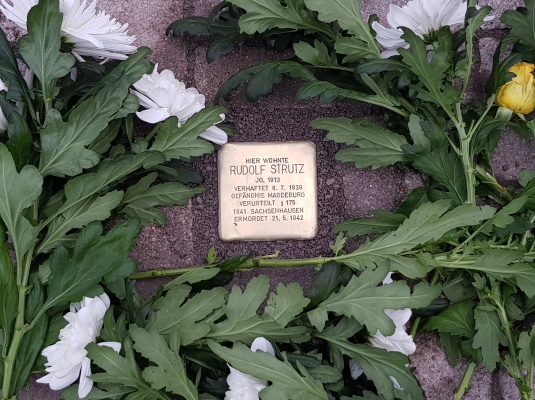 HIER WOHNTE
RUDOLF STRUTZ
JG. 1913
VERHAFTET 6. 7. 1939
GEFÄNGNIS MAGDEBURG
VERURTEILT § 175
1941 SACHSENHAUSEN
ERMORDET 21. 5. 1942